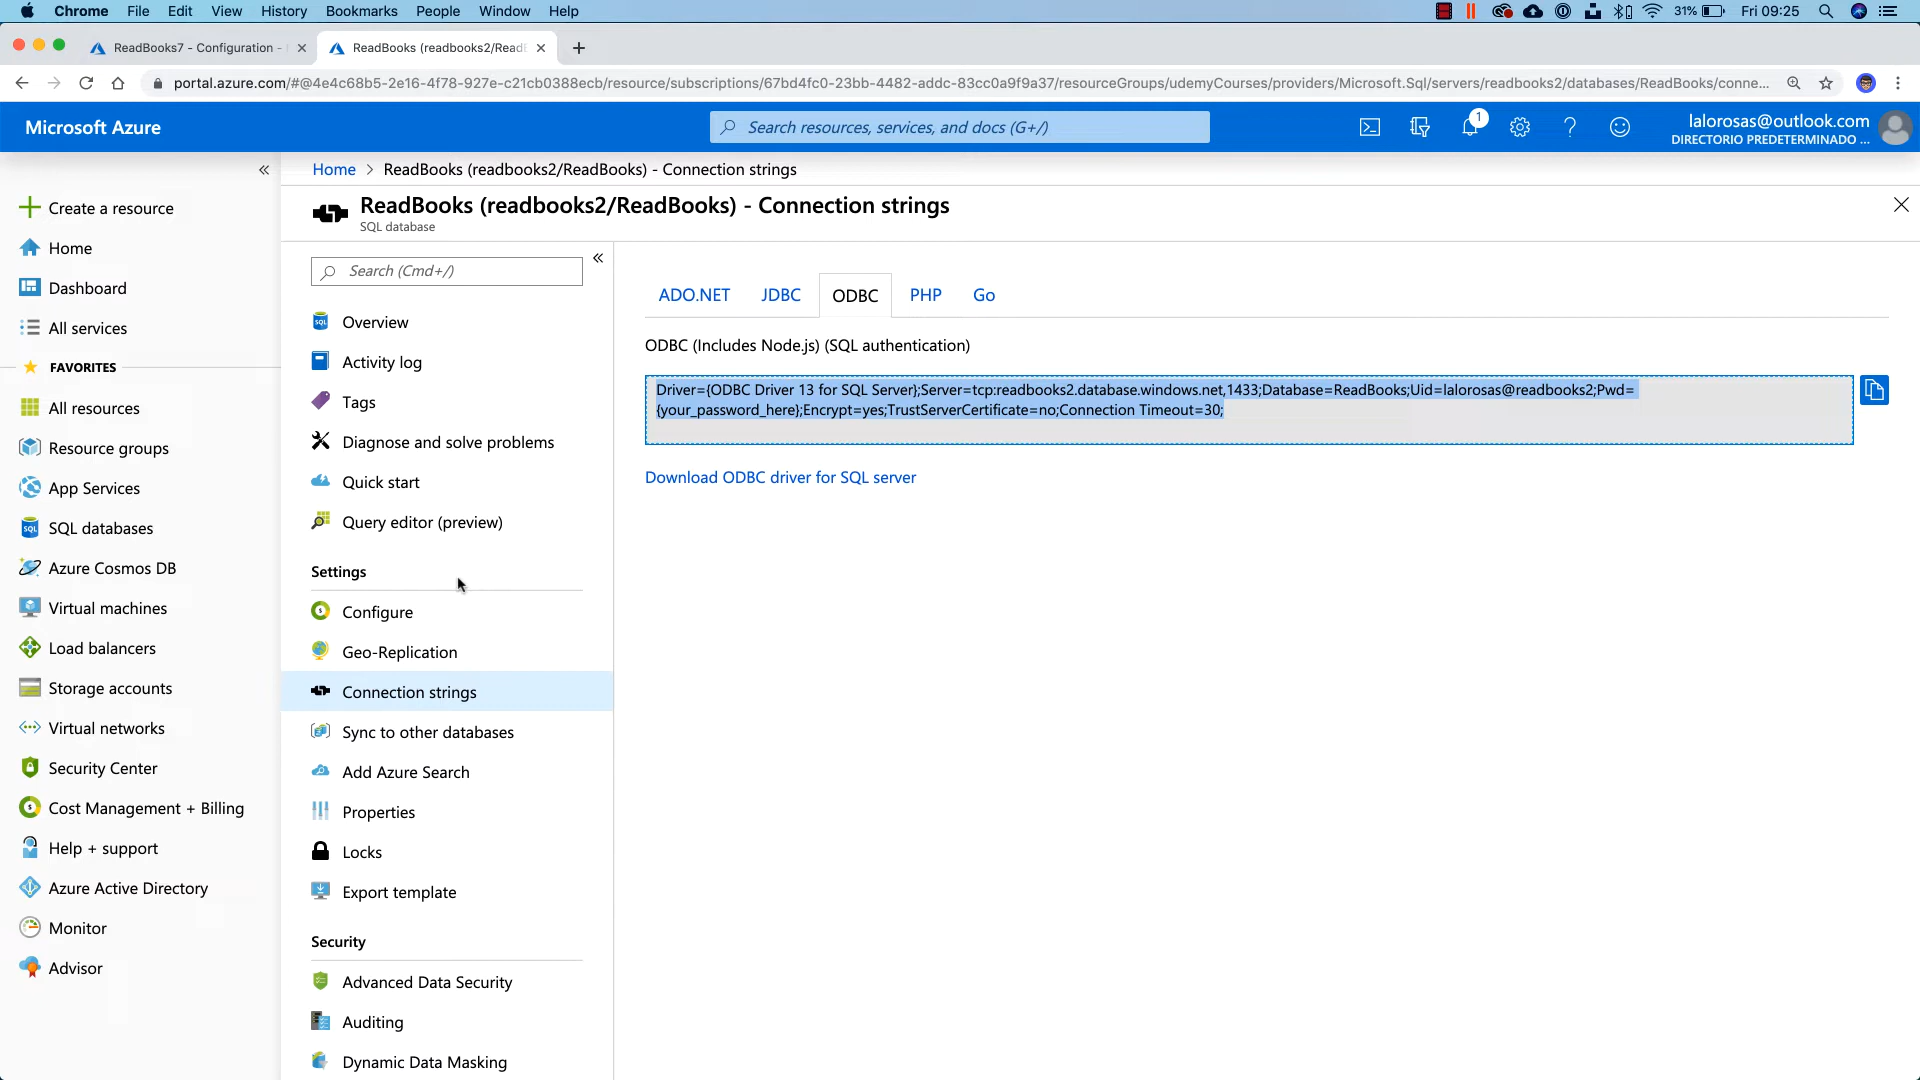 Chrome File Edit View History Bookmarks People Window Help
31% Fri 09:25
ReadBooks7 - Configuration -
ReadBooks (readbooks2/Read
portal.azure.com/#@4e4c68b5-2e16-4f78-927e-c21cb0388ecb/resource/subscriptions/67bd4fc0-23bb-4482-addc-83cc0a9f9a37/resourceGroups/udemyCourses/providers/Microsoft.Sql/servers/readbooks2/databases/ReadBooks/conne...
Microsoft Azure
Search resources, services, and docs (G+/)
1
lalorosas@outlook.com
DIRECTORIO PREDETERMINADO ...
Create a resource
Home
Dashboard
All services
FAVORITES
All resources
Resource groups
App Services
SQL databases
Azure Cosmos DB
Virtual machines
Load balancers
Storage accounts
Virtual networks
Security Center
Cost Management + Billing
Help + support
Azure Active Directory
Monitor
Advisor
Home > ReadBooks (readbooks2/ReadBooks) - Connection strings
ReadBooks (readbooks2/ReadBooks) - Connection strings
SQL database
Search (Cmd+/)
Overview
Activity log
Tags
Diagnose and solve problems
Quick start
Query editor (preview)
Settings
Configure
Geo-Replication
Connection strings
Sync to other databases
Add Azure Search
Properties
Locks
Export template
Security
Advanced Data Security
Auditing
Dynamic Data Masking
ADO.NET JDBC ODBC PHP Go
ODBC (Includes Node.js) (SQL authentication)
Driver={ODBC Driver 13 for SQL Server};Server=tcp:readbooks2.database.windows.net,1433;Database=ReadBooks;Uid=lalorosas@readbooks2;Pwd=
{your_password_here};Encrypt=yes;TrustServerCertificate=no;Connection Timeout=30;
Download ODBC driver for SQL server